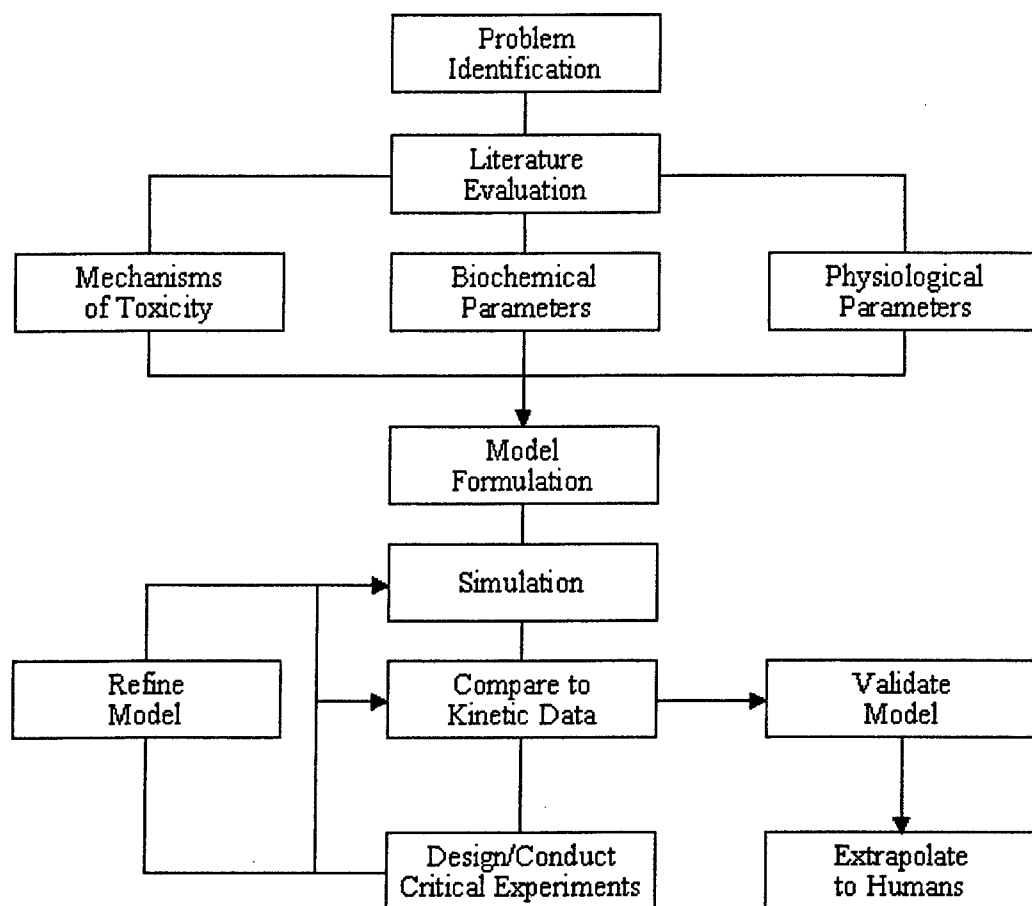 Problem
Identification
Literature
Evaluation
Mechanisms
of Toxicity
Biochemical
Parameters
Physiological
Parameters
Model
Formulation
Simulation
Refine
Model
Compare to
Kinetic Data
Validate
Model
Design/Conduct
Critical Experiments
Extrapolate
to Humans